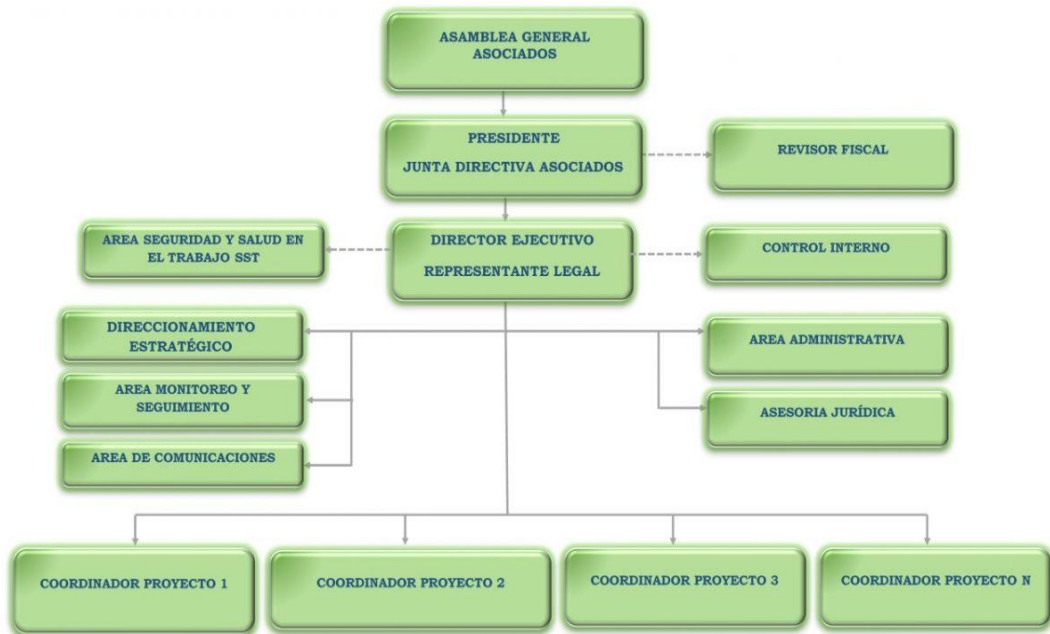 ASAMBLEA GENERAL
ASOCIADOS
PRESIDENTE
JUNTA DIRECTIVA ASOCIADOS
REVISOR FISCAL
AREA SEGURIDAD Y SALUD EN
EL TRABAJO SST
DIRECTOR EJECUTIVO
REPRESENTANTE LEGAL
CONTROL INTERNO
DIRECCIONAMIENTO
ESTRATÉGICO
AREA ADMINISTRATIVA
AREA MONITOREO Y
SEGUIMIENTO
ASESORIA JURÍDICA
AREA DE COMUNICACIONES
COORDINADOR PROYECTO 1
COORDINADOR PROYECTO 2
COORDINADOR PROYECTO 3
COORDINADOR PROYECTO N